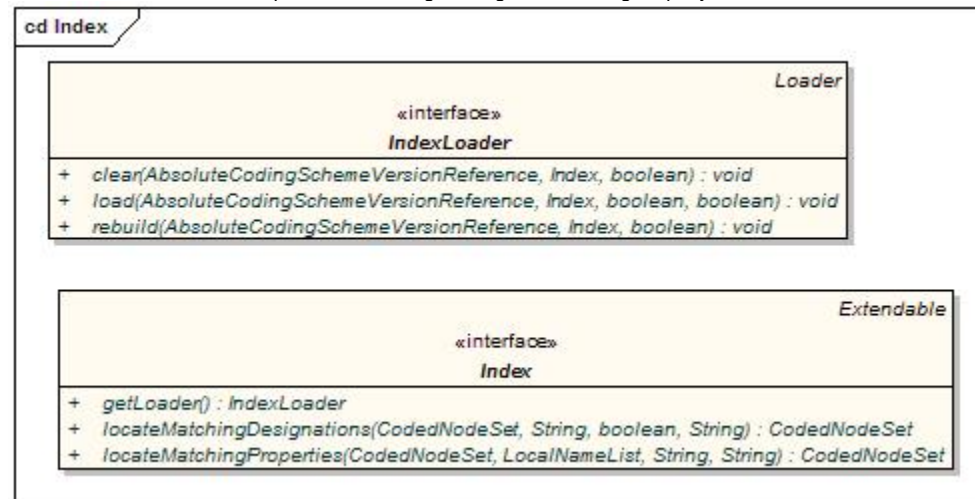 cd Index
Loader
«interface»
IndexLoader
+ clear(AbsoluteCodingSchemeVersionReference, Index, boolean) : void
+ load(AbsoluteCodingSchemeVersionReference, Index, boolean, boolean) : void
+ rebuild(AbsoluteCodingSchemeVersionReference, Index, boolean) : void
Extendable
«interface»
Index
+ getLoader() : IndexLoader
+ locateMatchingDesignations(CodedNodeSet, String, boolean, String) : CodedNodeSet
+ locateMatchingProperties(CodedNodeSet, LocalNameList, String, String) : CodedNodeSet